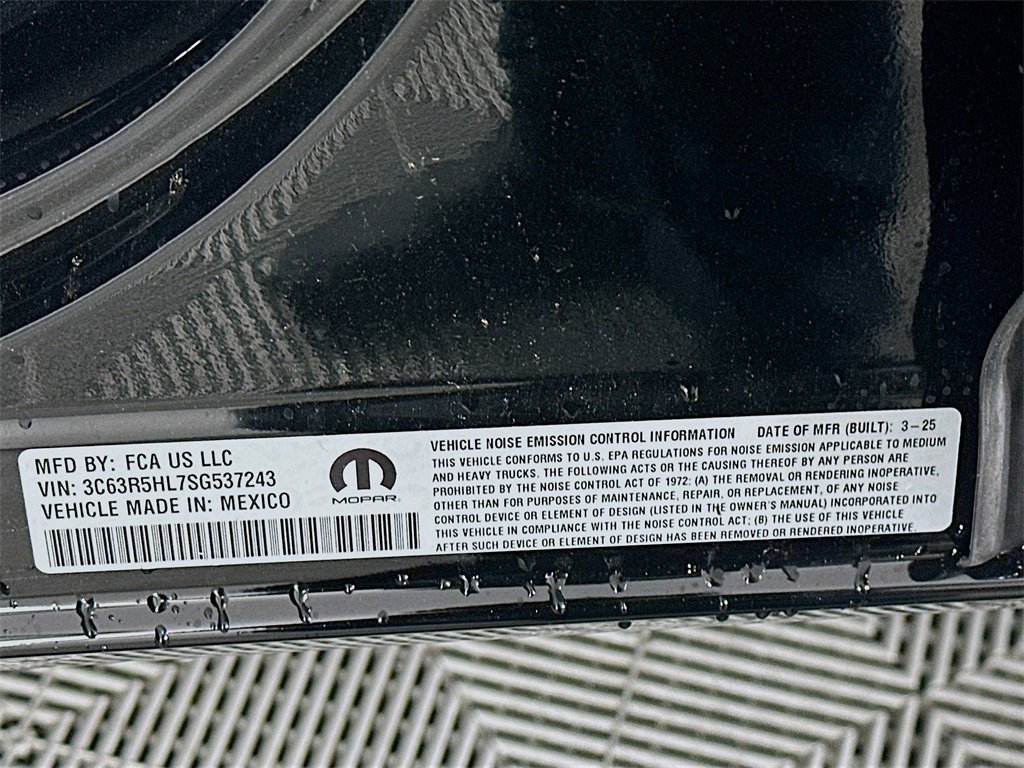 MFD BY: FCA US LLC
VIN: 3C63R5HL7SG537243
VEHICLE MADE IN: MEXICO
MOPAR
VEHICLE NOISE EMISSION CONTROL INFORMATION DATE OF MFR (BUILT): 3-25
THIS VEHICLE CONFORMS TO U.S. EPA REGULATIONS FOR NOISE EMISSION APPLICABLE TO MEDIUM
AND HEAVY TRUCKS. THE FOLLOWING ACTS OR THE CAUSING THEREOF BY ANY PERSON ARE
PROHIBITED BY THE NOISE CONTROL ACT OF 1972: (A) THE REMOVAL OR RENDERING INOPERATIVE,
OTHER THAN FOR PURPOSES OF MAINTENANCE, REPAIR, OR REPLACEMENT, OF ANY NOISE
CONTROL DEVICE OR ELEMENT OF DESIGN (LISTED IN THE OWNER'S MANUAL) INCORPORATED INTO
THIS VEHICLE IN COMPLIANCE WITH THE NOISE CONTROL ACT; (B) THE USE OF THIS VEHICLE
AFTER SUCH DEVICE OR ELEMENT OF DESIGN HAS BEEN REMOVED OR RENDERED INOPERATIVE.